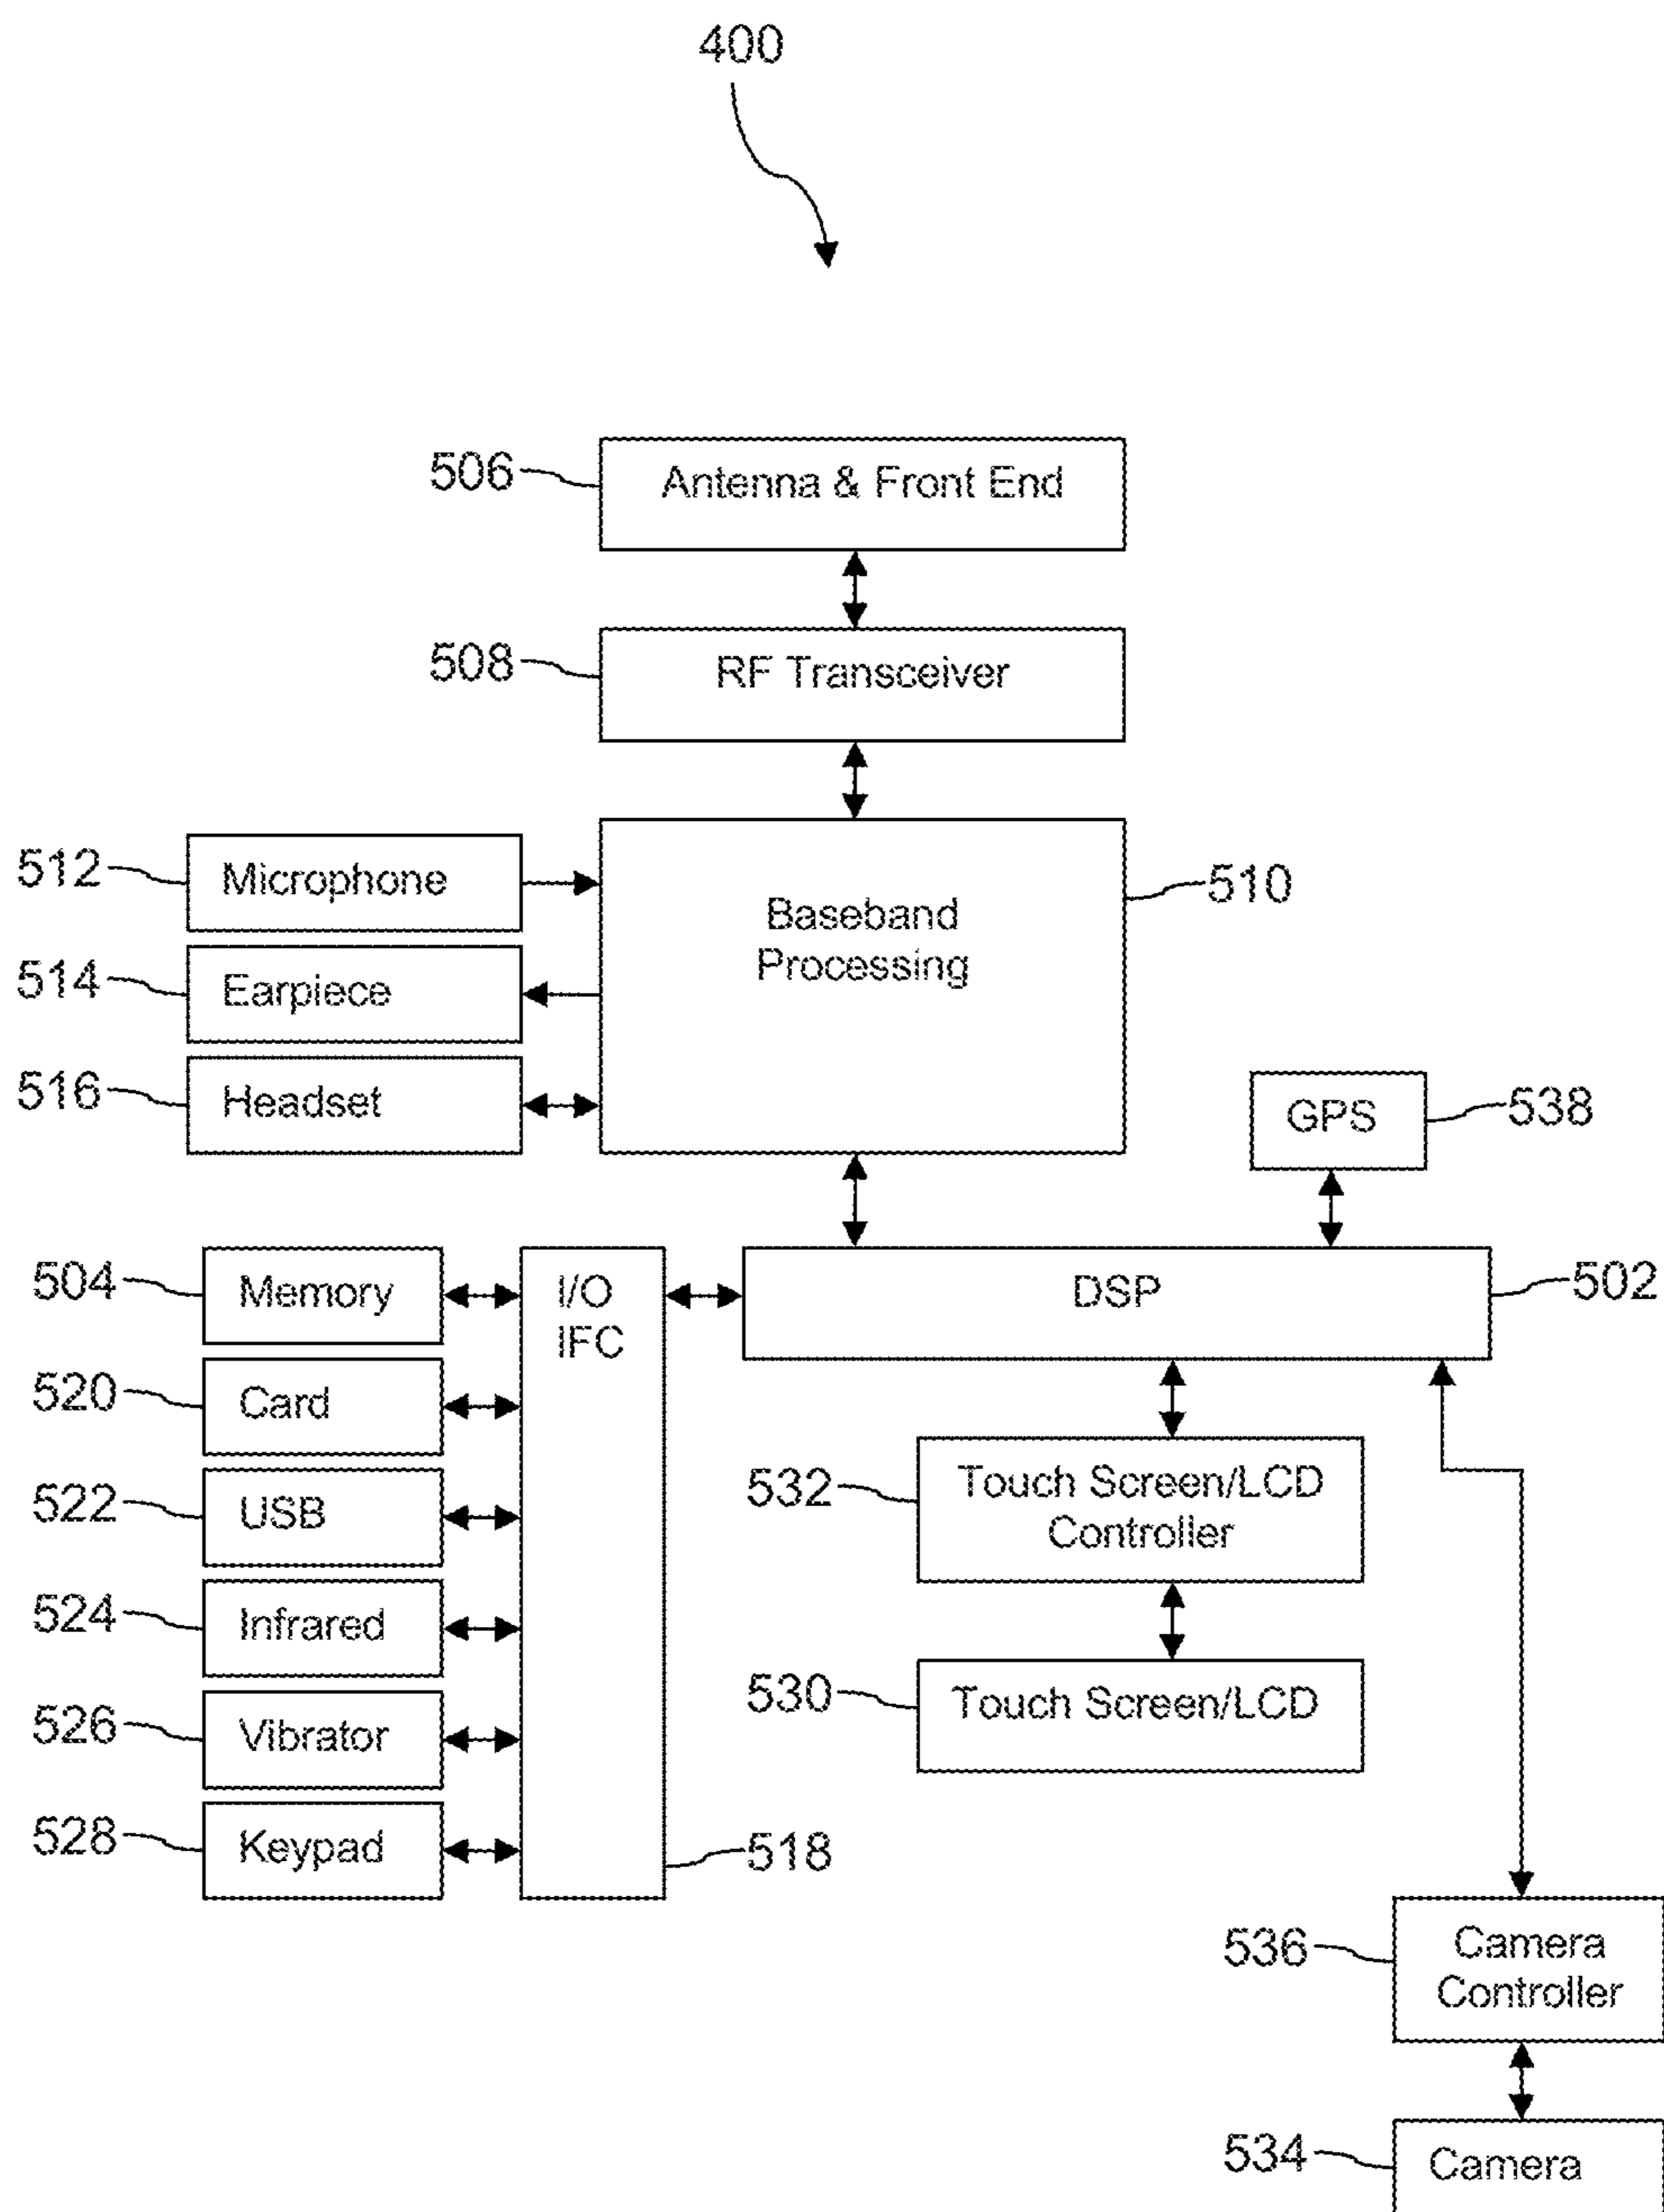 400
506
Antenna & Front End
508
RF Transceiver
512
Microphone
514
Earpiece
516
Headset
Baseband
Processing
510
GPS
538
504
Memory
520
Card
522
USB
524
Infrared
526
Vibrator
528
Keypad
I/O
IFC
518
DSP
502
532
Touch Screen/LCD
Controller
530
Touch Screen/LCD
536
Camera
Controller
534
Camera